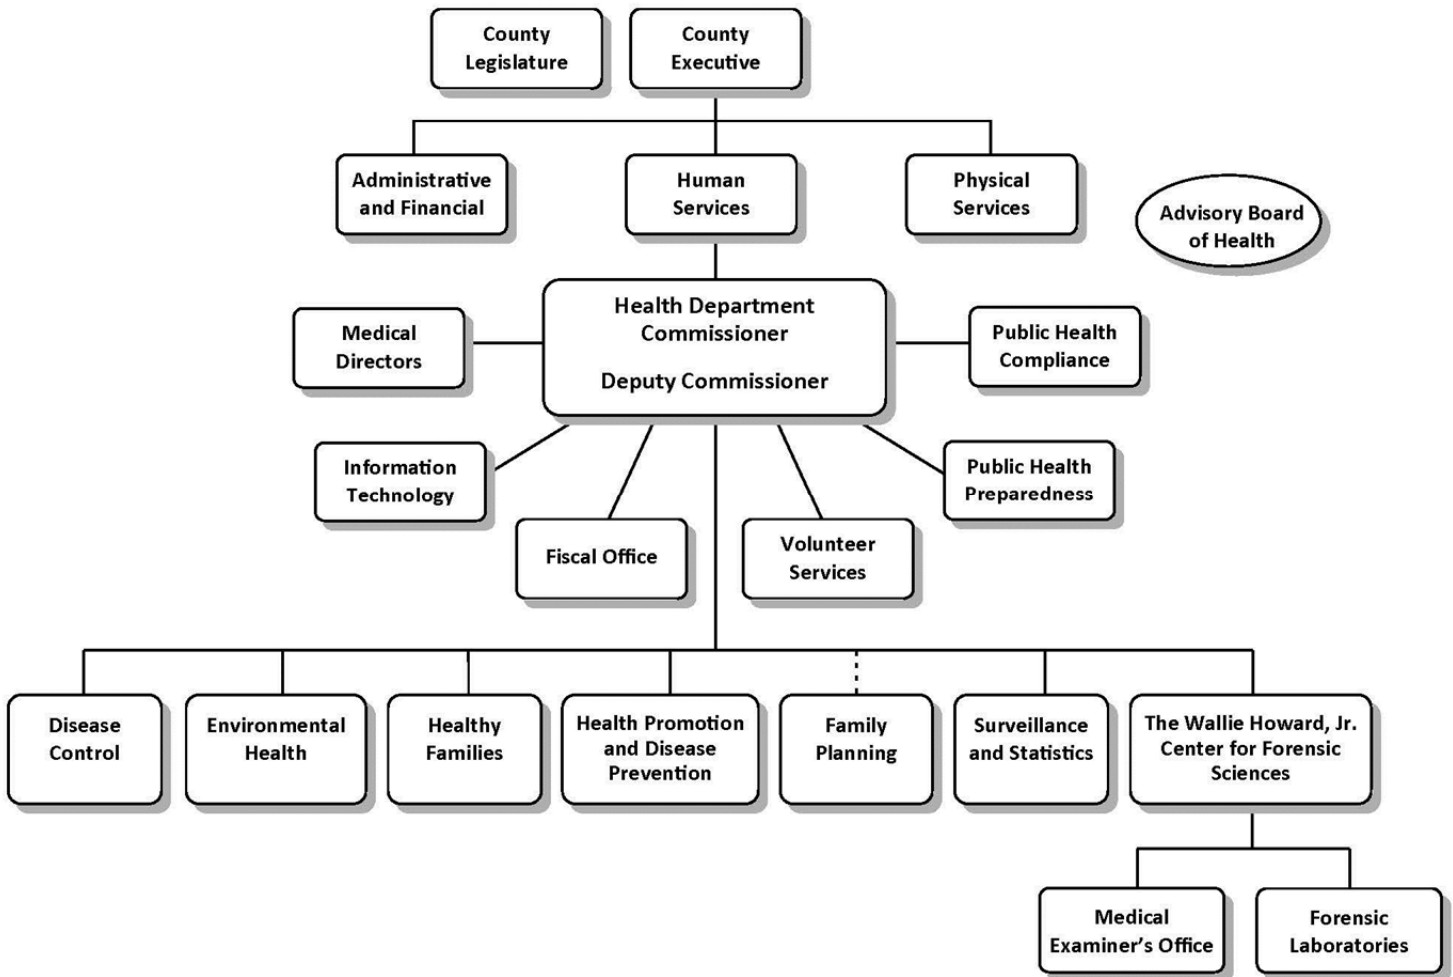 County
Legislature
County
Executive
Administrative
and Financial
Human
Services
Physical
Services
Advisory Board
of Health
Health Department
Commissioner
Deputy Commissioner
Medical
Directors
Public Health
Compliance
Information
Technology
Public Health
Preparedness
Fiscal Office
Volunteer
Services
Disease
Control
Environmental
Health
Healthy
Families
Health Promotion
and Disease
Prevention
Family
Planning
Surveillance
and Statistics
The Wallie Howard, Jr.
Center for Forensic
Sciences
Medical
Examiner’s Office
Forensic
Laboratories